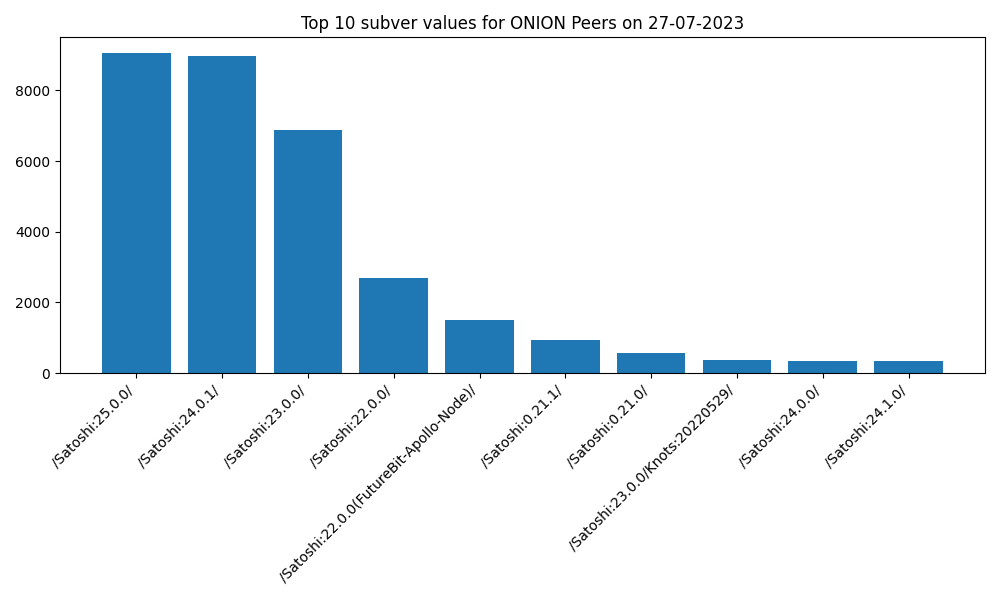 Top 10 subver values for ONION Peers on 27-07-2023
8000
6000
4000
2000
0
/Satoshi:25.0.0/
/Satoshi:24.0.1/
/Satoshi:23.0.0/
/Satoshi:22.0.0/
/Satoshi:22.0.0(FutureBit-Apollo-Node)/
/Satoshi:0.21.1/
/Satoshi:0.21.0/
/Satoshi:23.0.0/Knots:20220529/
/Satoshi:24.0.0/
/Satoshi:24.1.0/